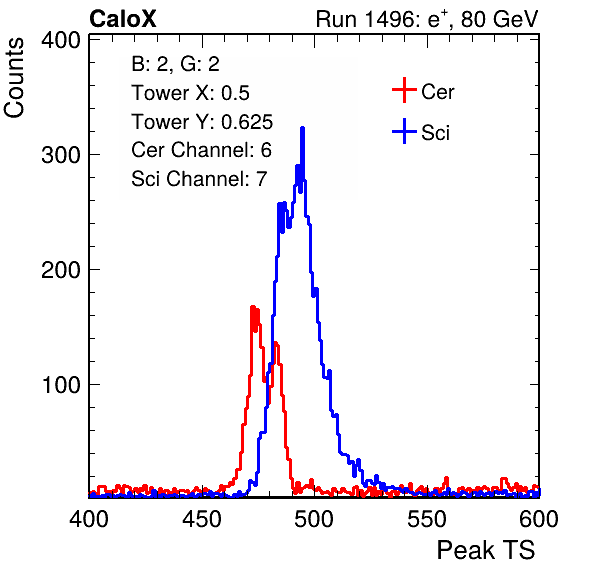 CaloX Run 1496: e⁺, 80 GeV
Counts
400
300
200
100
B: 2, G: 2
Tower X: 0.5
Tower Y: 0.625
Cer Channel: 6
Sci Channel: 7
Cer
Sci
400 450 500 550 600
Peak TS